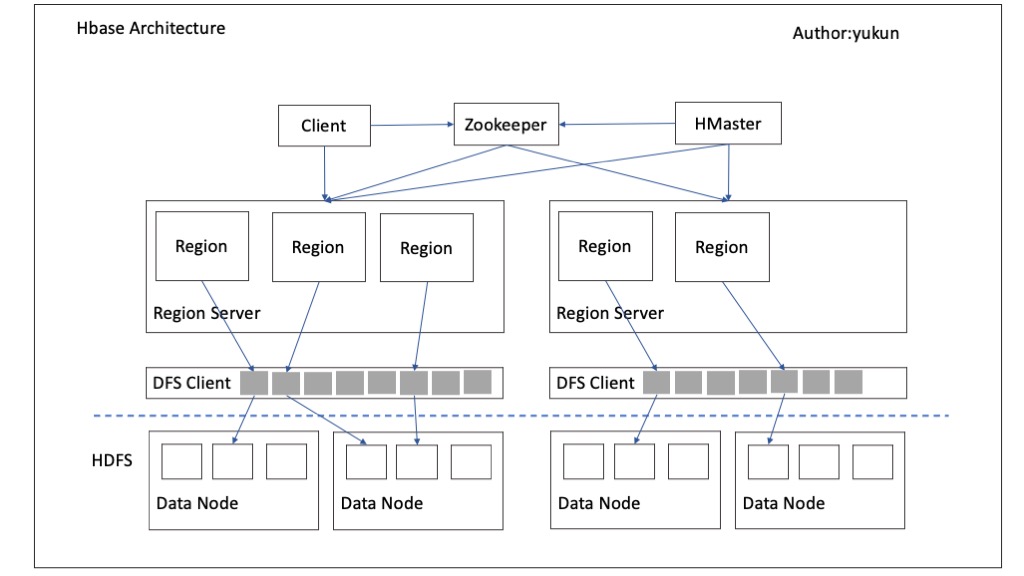 Hbase Architecture
Author:yukun
Client
Zookeeper
HMaster
Region
Region
Region
Region Server
Region
Region
Region Server
DFS Client
DFS Client
HDFS
Data Node
Data Node
Data Node
Data Node